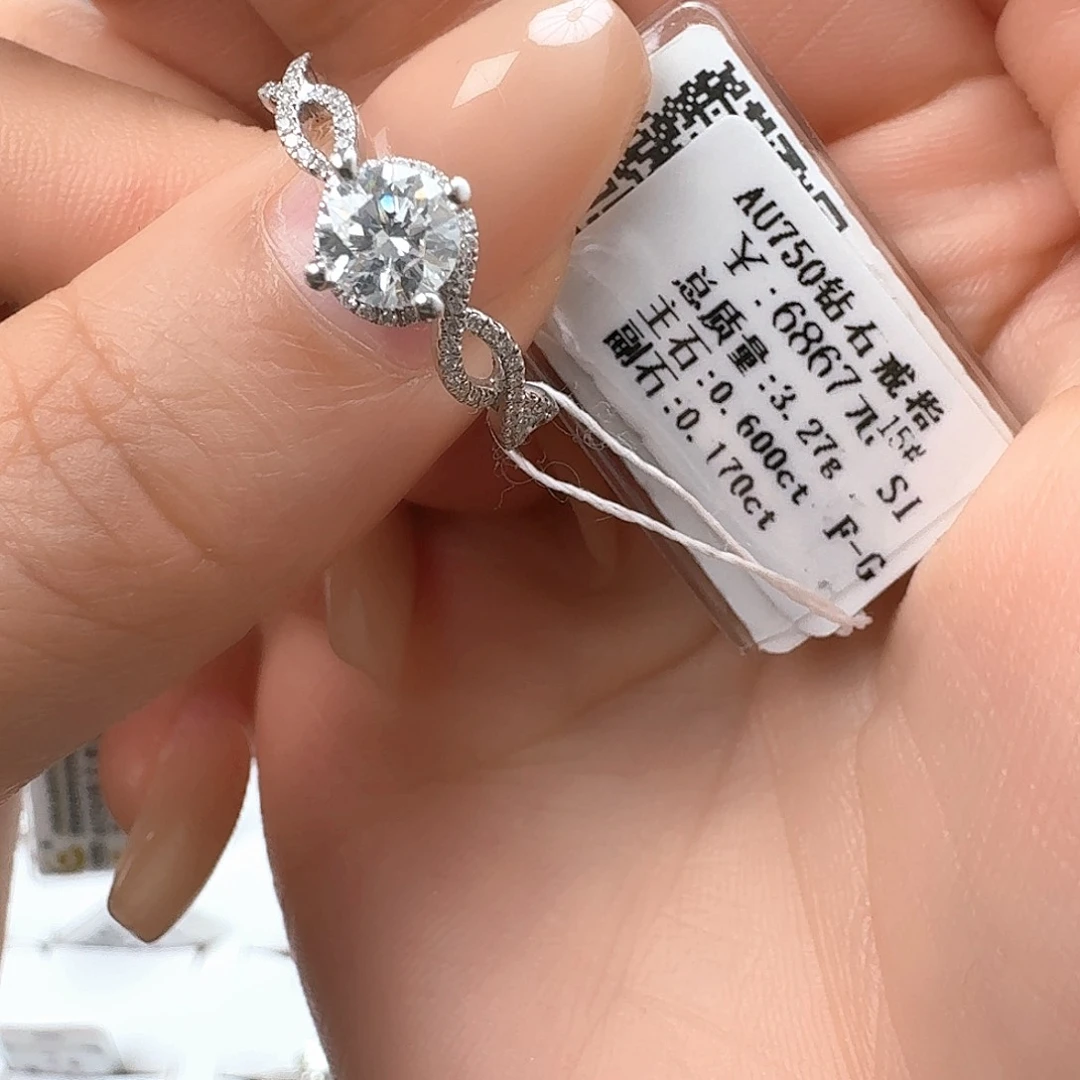 AU750钻石戒指
Y:6867元 15#
总质量:3.27g SI
主石:0.600ct F-G
副石:0.170ct